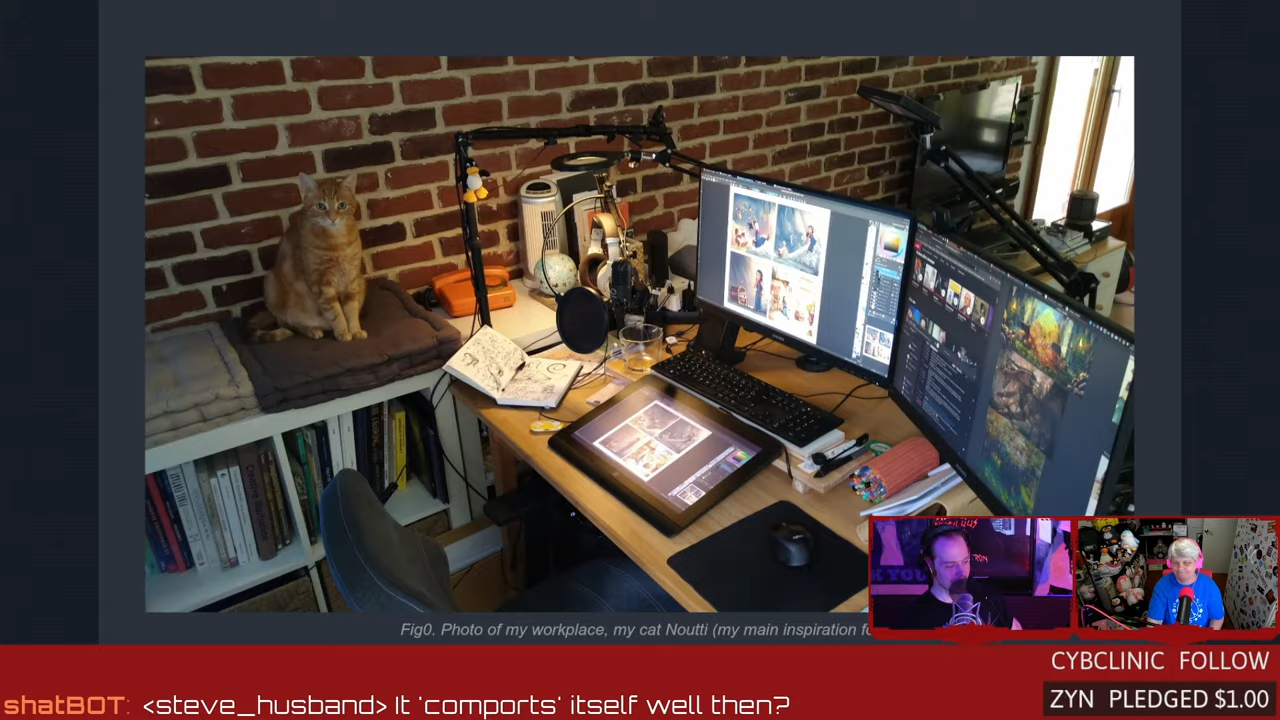 Fig0. Photo of my workplace, my cat Noutti (my main inspiration fo
CYBCLINIC FOLLOW
ZYN PLEDGED $1.00
shatBOT: <steve_husband> It 'comports' itself well then?